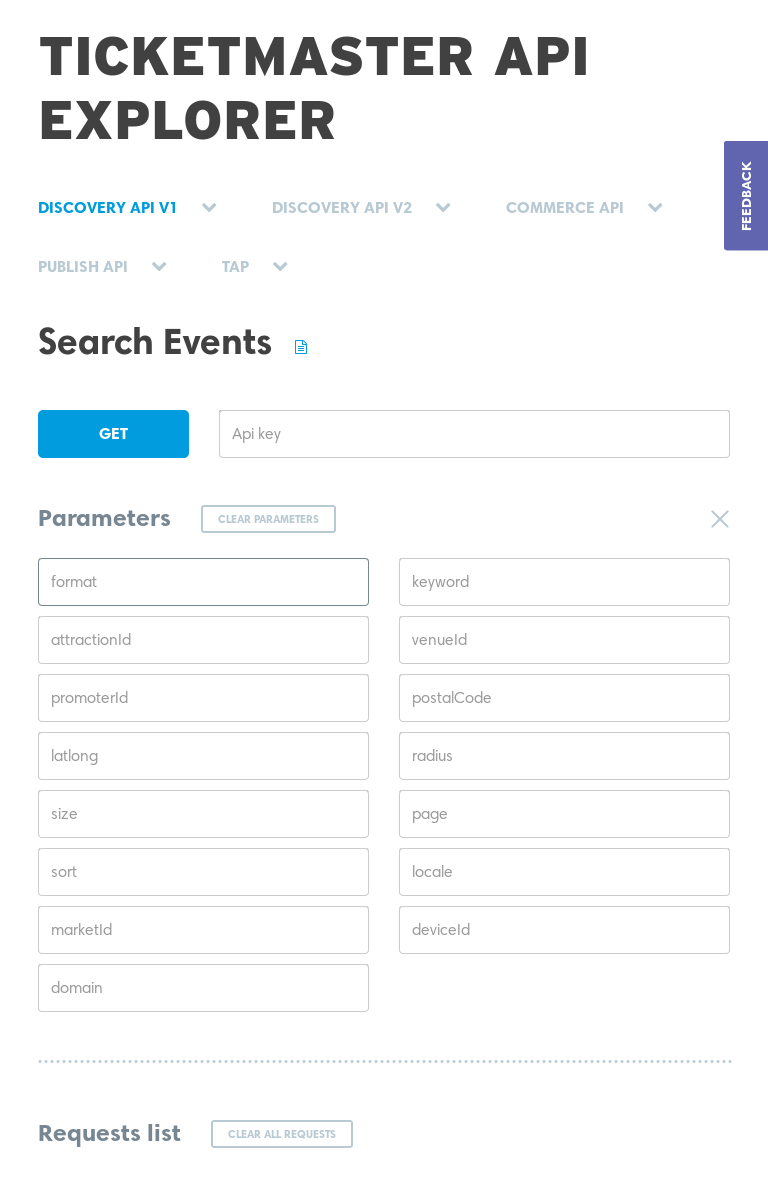 TICKETMASTER API
EXPLORER
FEEDBACK
DISCOVERY API V1
DISCOVERY API V2
COMMERCE API
PUBLISH API
TAP
Search Events
GET
Api key
Parameters
CLEAR PARAMETERS
format
keyword
attractionId
venueId
promoterId
postalCode
latlong
radius
size
page
sort
locale
marketId
deviceId
domain
Requests list
CLEAR ALL REQUESTS